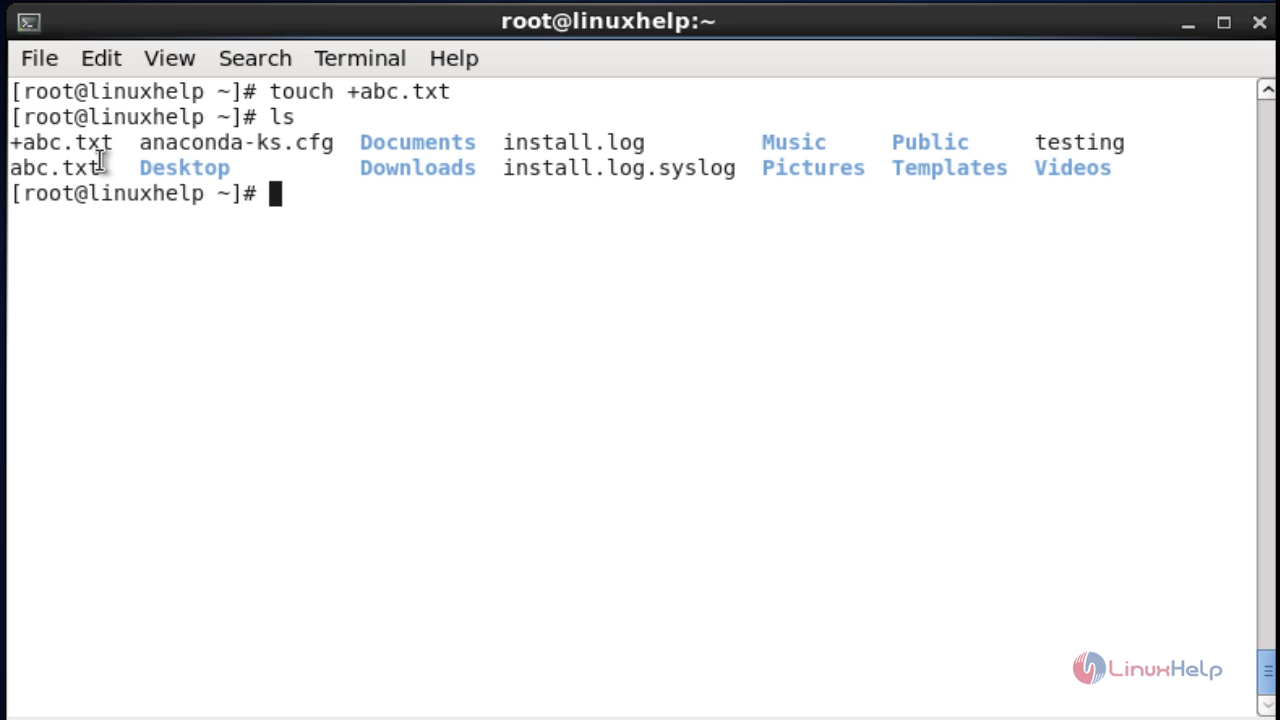 root@linuxhelp:~
File Edit View Search Terminal Help
[root@linuxhelp ~]# touch +abc.txt
[root@linuxhelp ~]# ls
+abc.txt anaconda-ks.cfg Documents install.log Music Public testing
abc.txt Desktop Downloads install.log.syslog Pictures Templates Videos
[root@linuxhelp ~]#
LinuxHelp